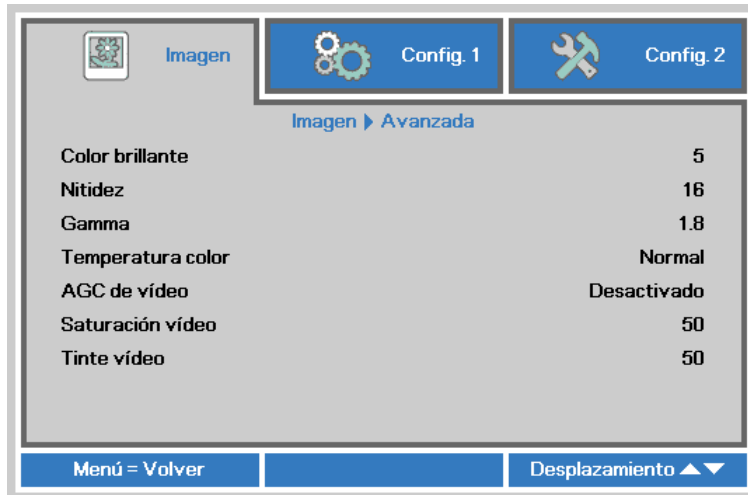 Imagen Config. 1 Config. 2
Imagen ▶ Avanzada
Color brillante 5
Nitidez 16
Gamma 1.8
Temperatura color Normal
AGC de vídeo Desactivado
Saturación vídeo 50
Tinte vídeo 50
Menú = Volver Desplazamiento ▲▼